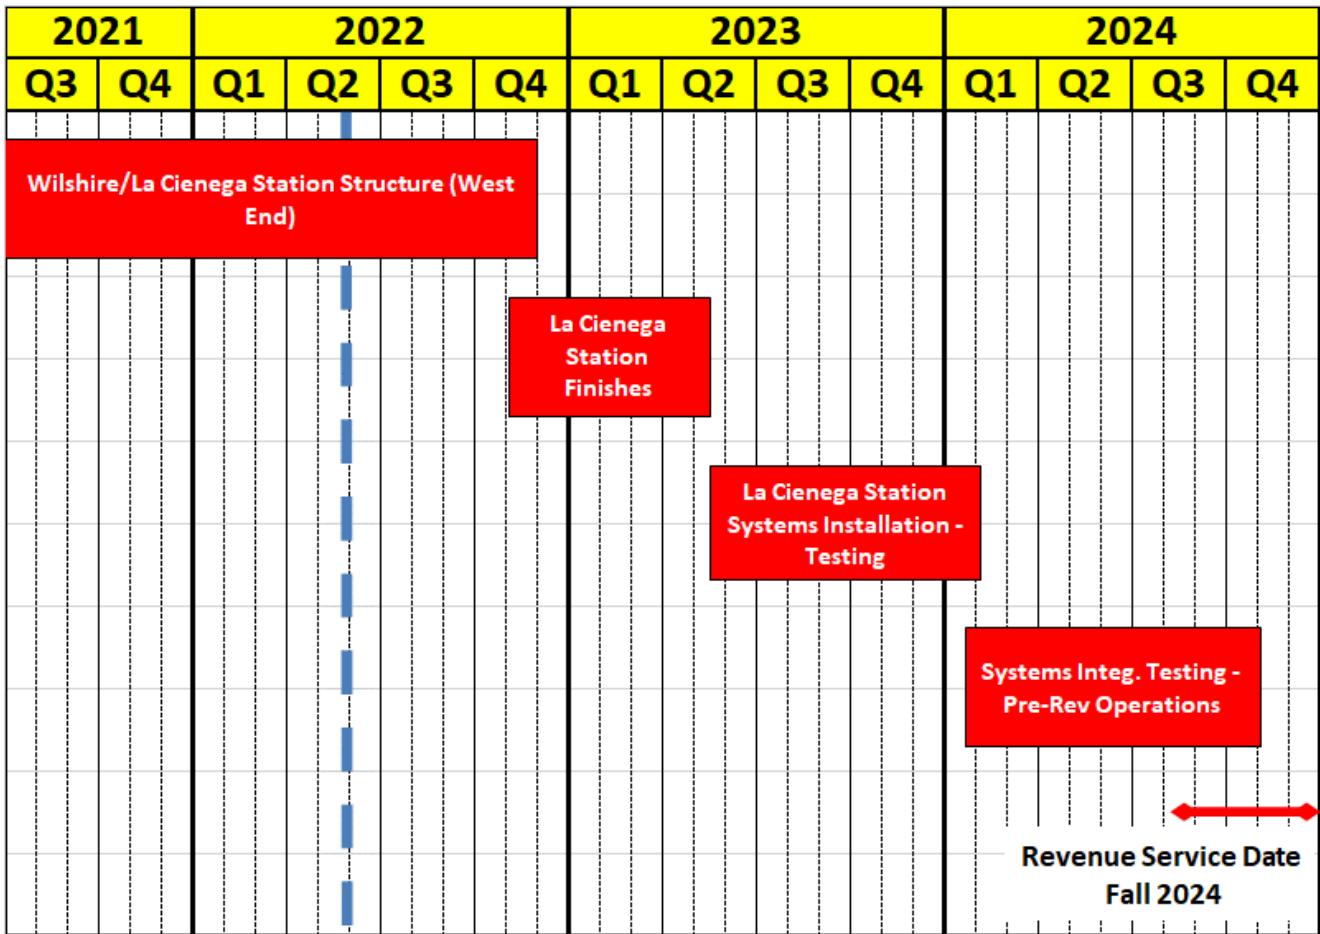 2021 2022 2023 2024
Q3 Q4 Q1 Q2 Q3 Q4 Q1 Q2 Q3 Q4 Q1 Q2 Q3 Q4
Wilshire/La Cienega Station Structure (West
End)
La Cienega
Station
Finishes
La Cienega Station
Systems Installation -
Testing
Systems Integ. Testing -
Pre-Rev Operations
Revenue Service Date
Fall 2024